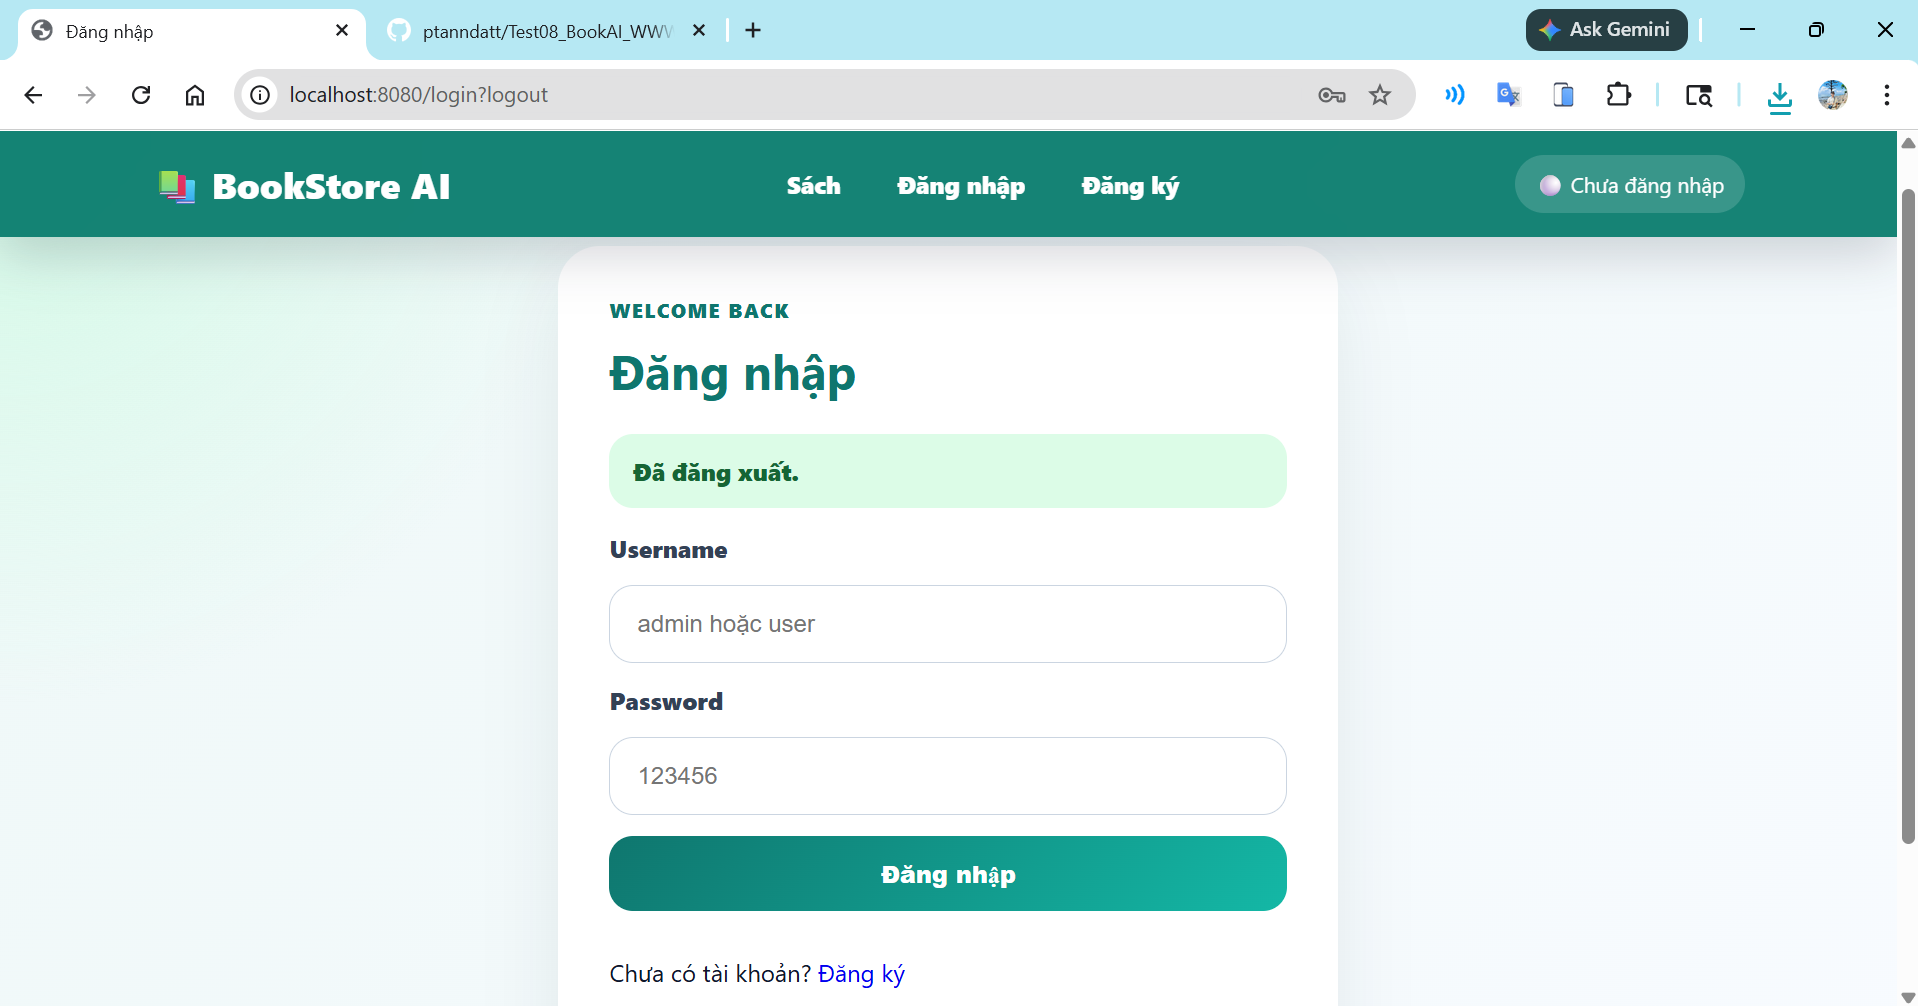 Đăng nhập
ptanndatt/Test08_BookAI_WWW
Ask Gemini
localhost:8080/login?logout
BookStore AI
Sách
Đăng nhập
Đăng ký
Chưa đăng nhập
WELCOME BACK
Đăng nhập
Đã đăng xuất.
Username
admin hoặc user
Password
123456
Đăng nhập
Chưa có tài khoản? Đăng ký